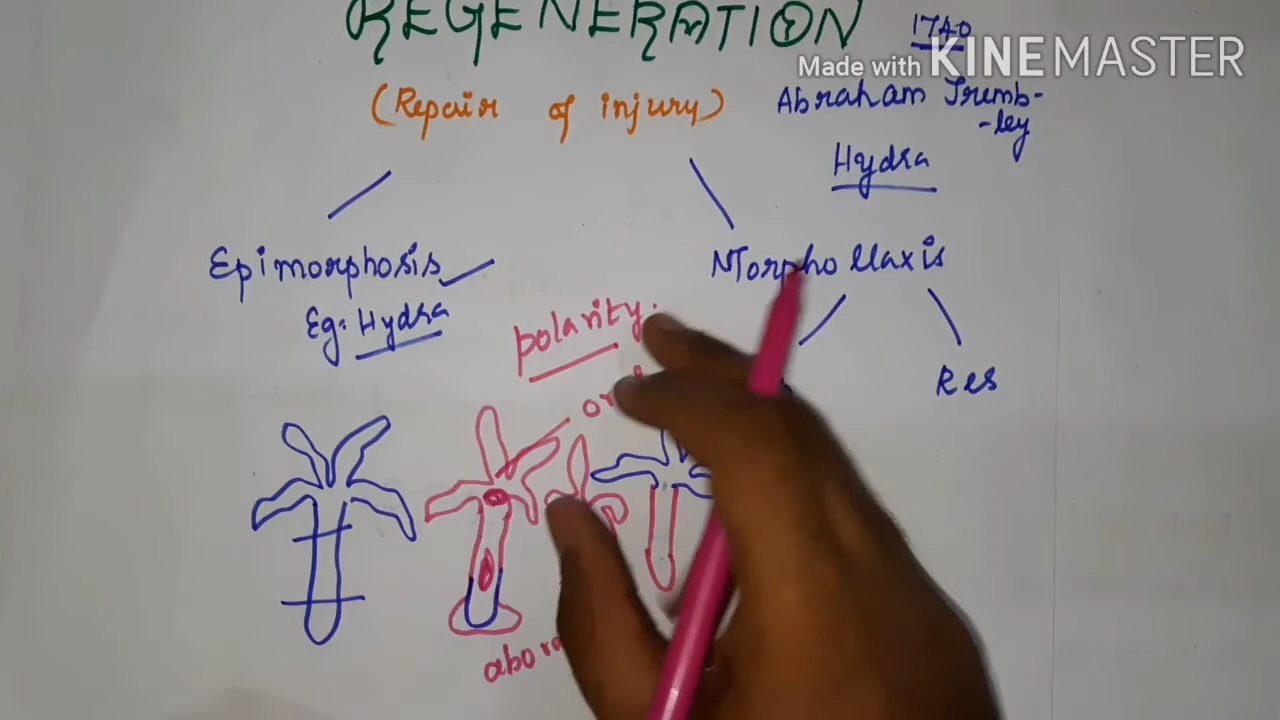 REGENERATION
1740
Made with KINEMASTER
(Repair of injury)
Abraham Tremb-
-ley
Hydra
Epimorphosis
Morpho llaxis
Eg: Hydra
polarity.
Res